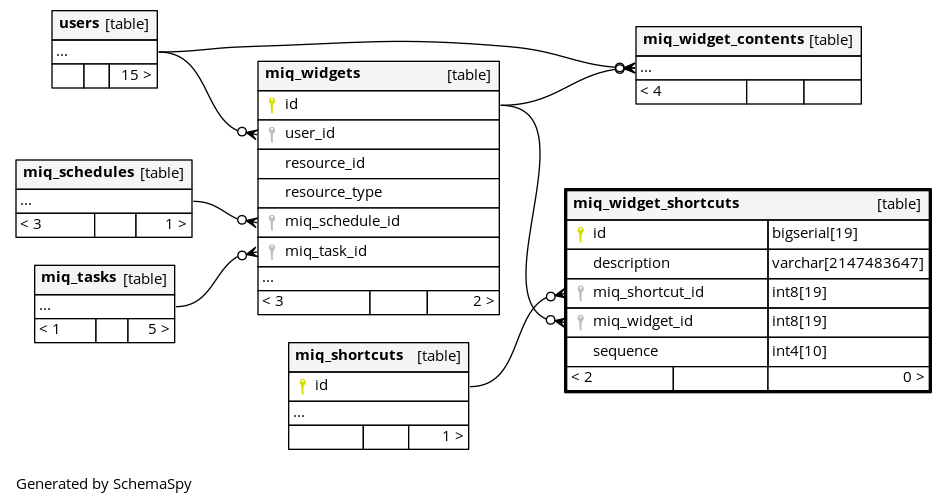 users [table]
...
15 >
miq_widget_contents [table]
...
< 4
miq_widgets [table]
id
user_id
resource_id
resource_type
miq_schedule_id
miq_task_id
...
< 3 2 >
miq_schedules [table]
...
< 3 1 >
miq_tasks [table]
...
< 1 5 >
miq_widget_shortcuts [table]
id bigserial[19]
description varchar[2147483647]
miq_shortcut_id int8[19]
miq_widget_id int8[19]
sequence int4[10]
< 2 0 >
miq_shortcuts [table]
id
...
1 >
Generated by SchemaSpy